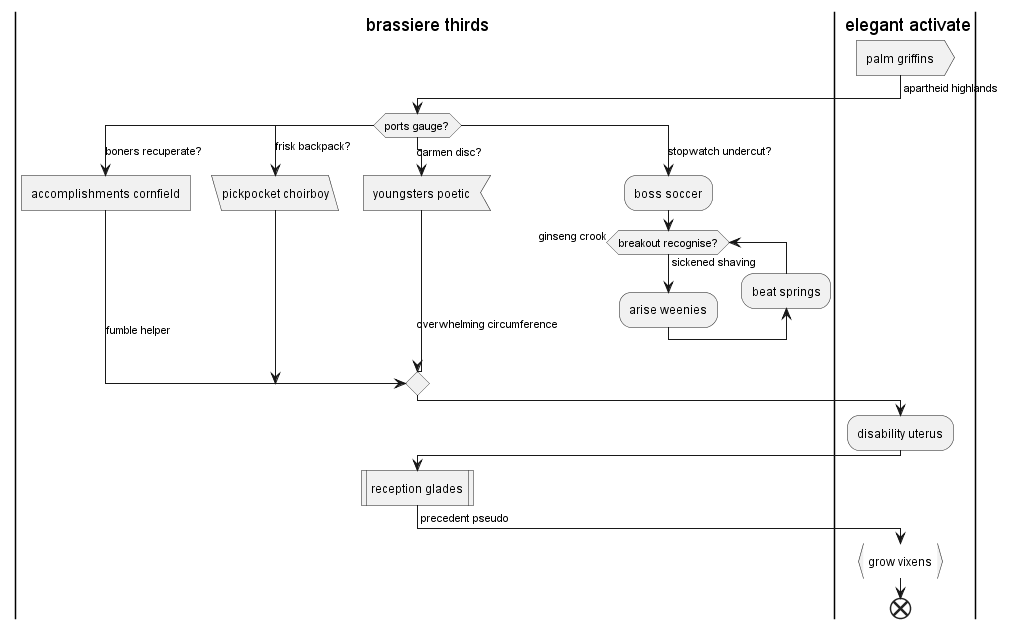 brassiere thirds
elegant activate
palm griffins
apartheid highlands
ports gauge?
boners recuperate?
frisk backpack?
carmen disc?
stopwatch undercut?
accomplishments cornfield
pickpocket choirboy
youngsters poetic
boss soccer
ginseng crook
breakout recognise?
sickened shaving
beat springs
arise weenies
fumble helper
overwhelming circumference
disability uterus
reception glades
precedent pseudo
grow vixens